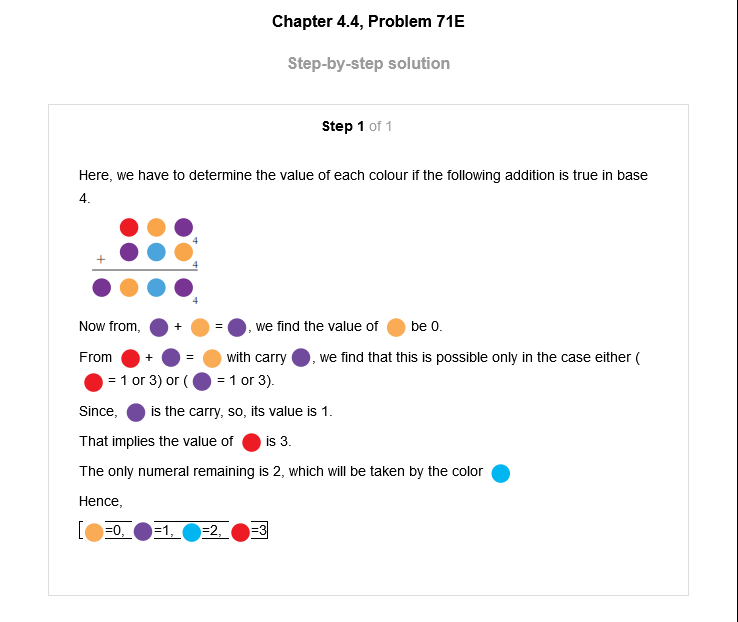 Chapter 4.4, Problem 71E
Step-by-step solution
Step 1 of 1
Here, we have to determine the value of each colour if the following addition is true in base
4.
4
+ 4
4
Now from, + = , we find the value of be 0.
From + = with carry , we find that this is possible only in the case either (
= 1 or 3) or ( = 1 or 3).
Since, is the carry, so, its value is 1.
That implies the value of is 3.
The only numeral remaining is 2, which will be taken by the color
Hence,
[ =0, =1, =2, =3]